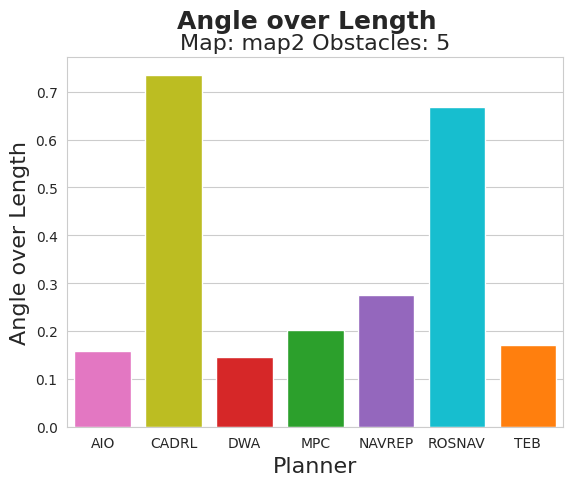 Angle over Length
Map: map2 Obstacles: 5
Angle over Length
0.7
0.6
0.5
0.4
0.3
0.2
0.1
0.0
AIO CADRL DWA MPC NAVREP ROSNAV TEB
Planner